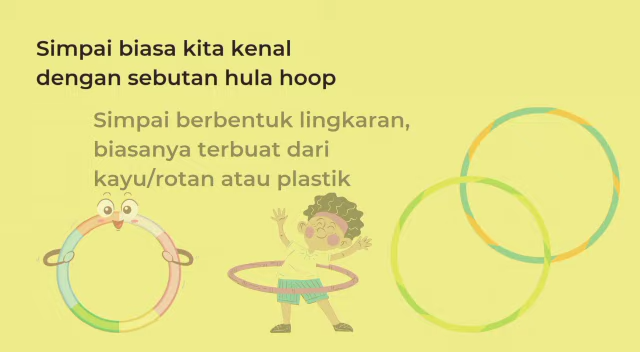 Simpai biasa kita kenal
dengan sebutan hula hoop
Simpai berbentuk lingkaran,
biasanya terbuat dari
kayu/rotan atau plastik